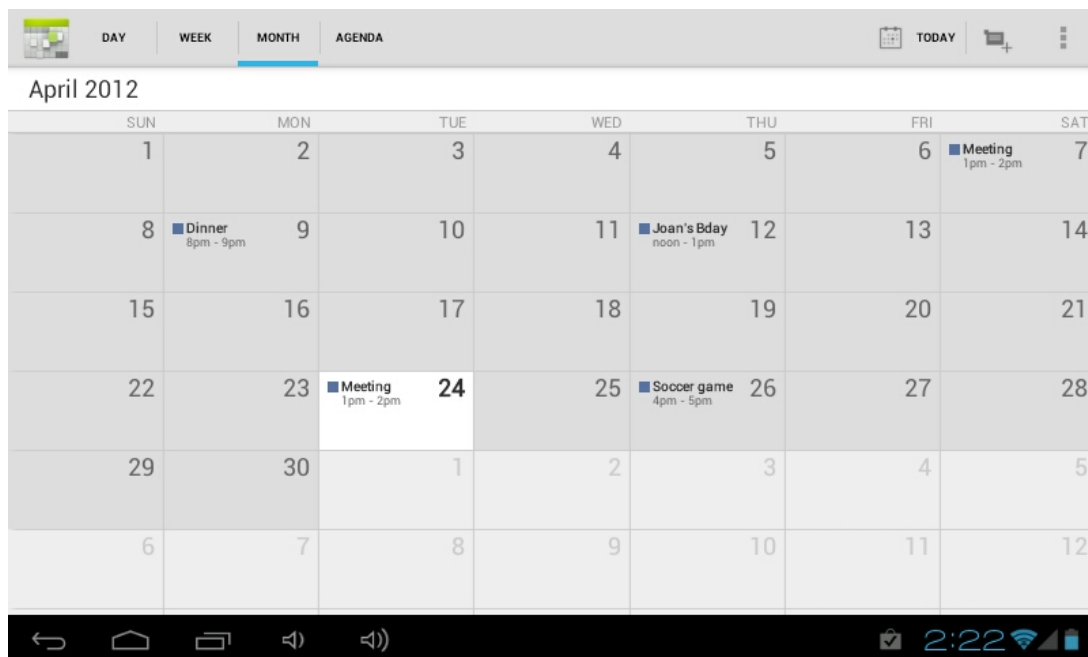 DAY WEEK MONTH AGENDA TODAY
April 2012
SUN MON TUE WED THU FRI SAT
1 2 3 4 5 6 Meeting 7
1pm - 2pm
8 Dinner 9 10 11 Joan's Bday 12 13 14
8pm - 9pm noon - 1pm
15 16 17 18 19 20 21
22 23 Meeting 24 25 Soccer game 26 27 28
1pm - 2pm 4pm - 5pm
29 30 1 2 3 4 5
6 7 8 9 10 11 12
2:22